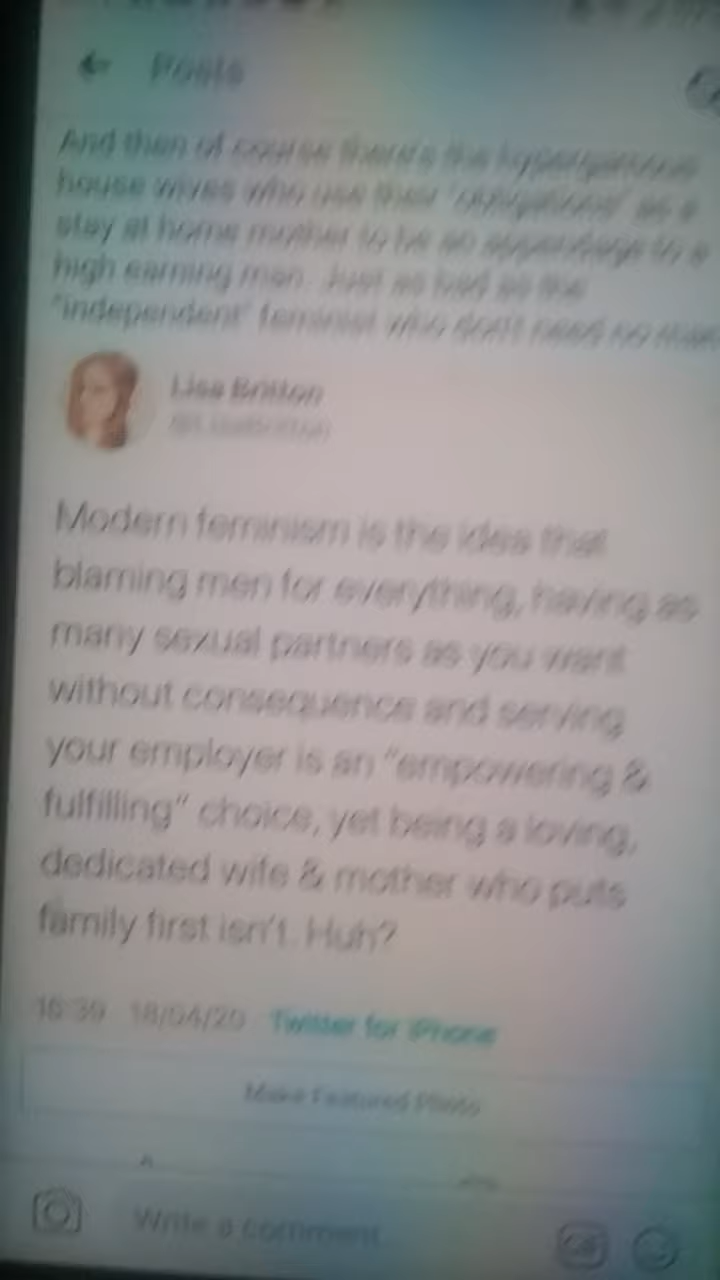 Posts
And then of course there's the hypergamous
house wives who use their "obligations" as a
stay at home mother to be an appendage to a
high earning man. Just as bad as the
"independent" feminist who don't need no man
Lisa Britton
Modern feminism is the idea that
blaming men for everything, having as
many sexual partners as you want
without consequence and serving
your employer is an "empowering &
fulfilling" choice, yet being a loving,
dedicated wife & mother who puts
family first isn't. Huh?
16:39 18/04/20 Twitter for iPhone
Make Featured Photo
Write a comment
GIF